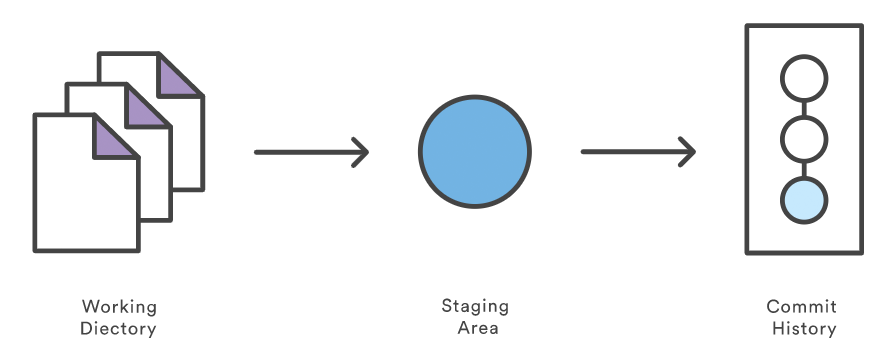 Working
Diectory
Staging
Area
Commit
History